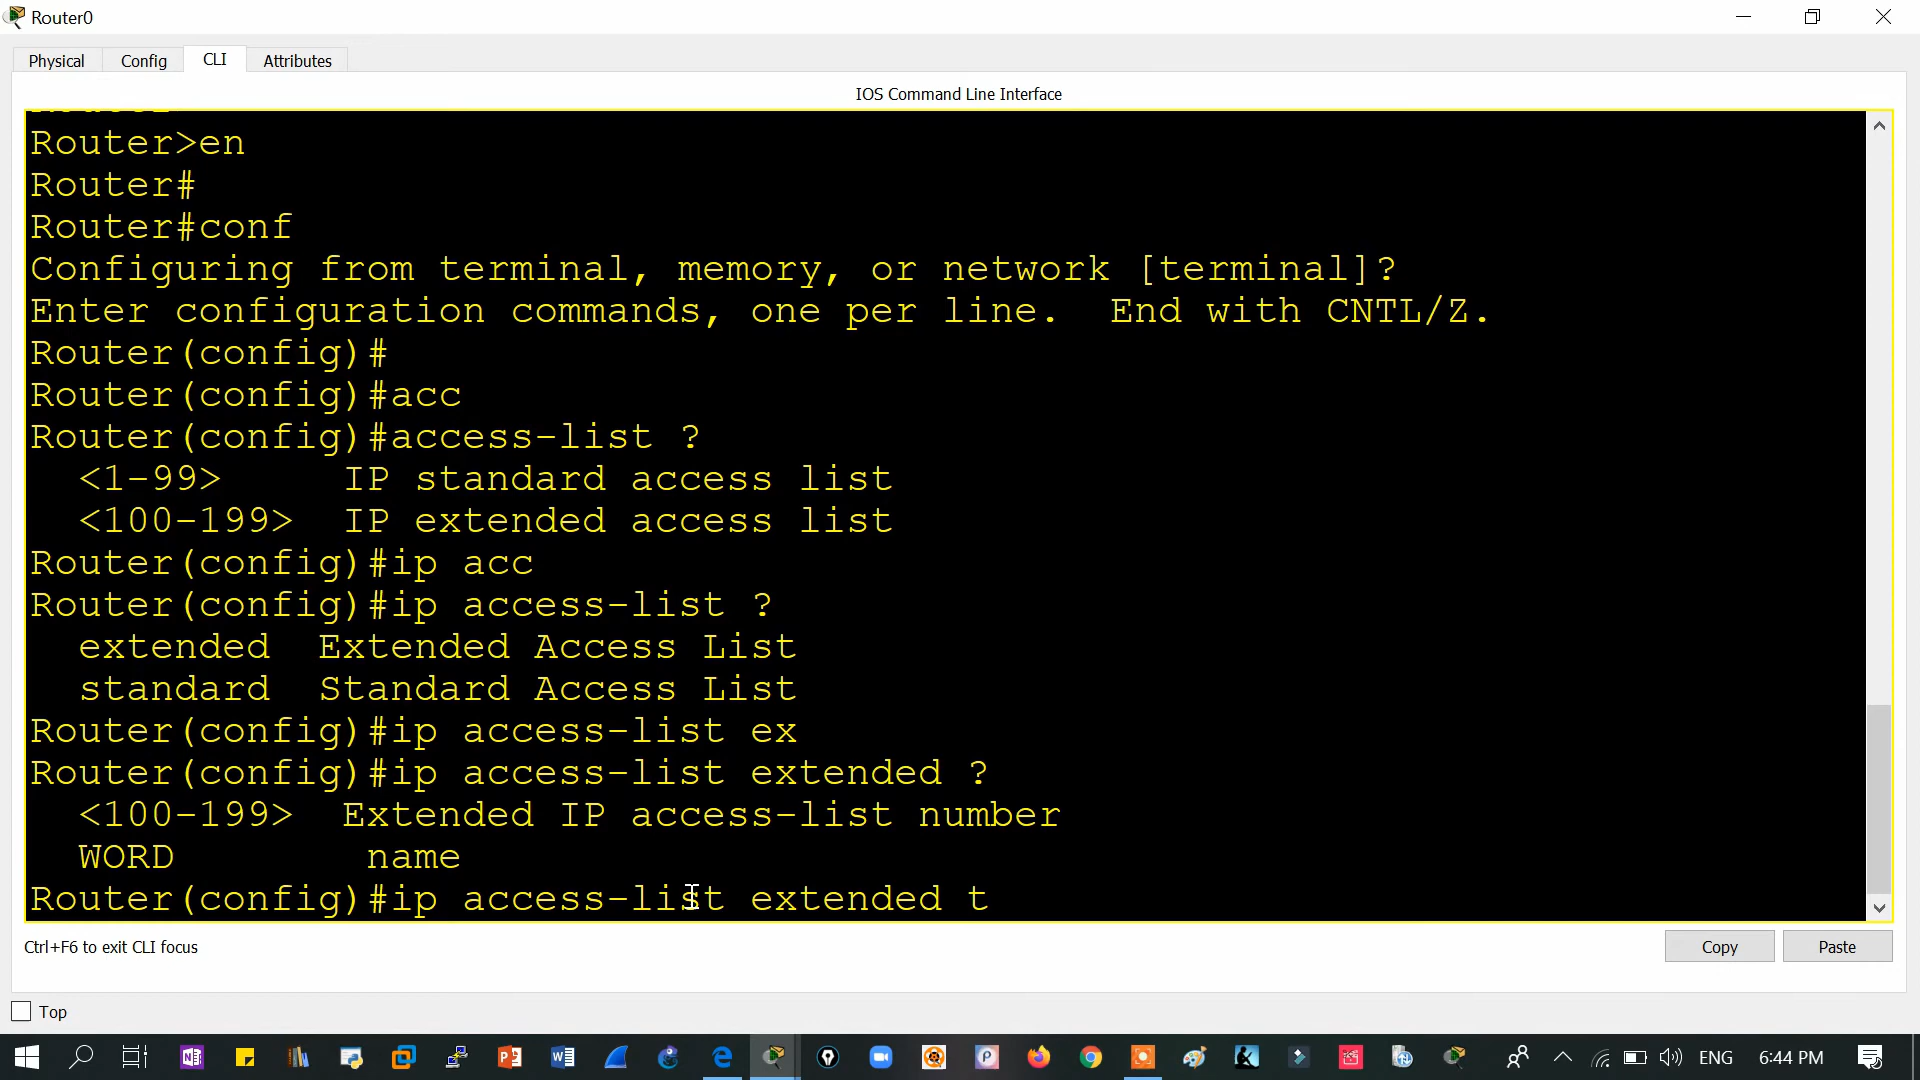 Router0
Physical Config CLI Attributes
IOS Command Line Interface
Router>en
Router#
Router#conf
Configuring from terminal, memory, or network [terminal]?
Enter configuration commands, one per line.  End with CNTL/Z.
Router(config)#
Router(config)#acc
Router(config)#access-list ?
  <1-99>     IP standard access list
  <100-199>  IP extended access list
Router(config)#ip acc
Router(config)#ip access-list ?
  extended  Extended Access List
  standard  Standard Access List
Router(config)#ip access-list ex
Router(config)#ip access-list extended ?
  <100-199>  Extended IP access-list number
  WORD        name
Router(config)#ip access-list extended t
Ctrl+F6 to exit CLI focus
Copy Paste
Top
ENG 6:44 PM